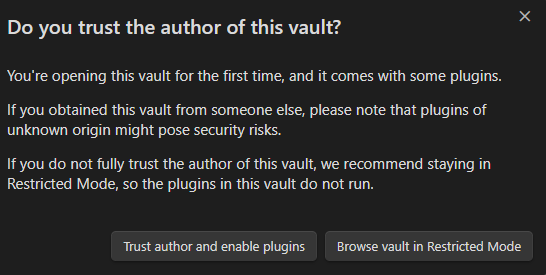 Do you trust the author of this vault?
You're opening this vault for the first time, and it comes with some plugins.
If you obtained this vault from someone else, please note that plugins of
unknown origin might pose security risks.
If you do not fully trust the author of this vault, we recommend staying in
Restricted Mode, so the plugins in this vault do not run.
Trust author and enable plugins
Browse vault in Restricted Mode